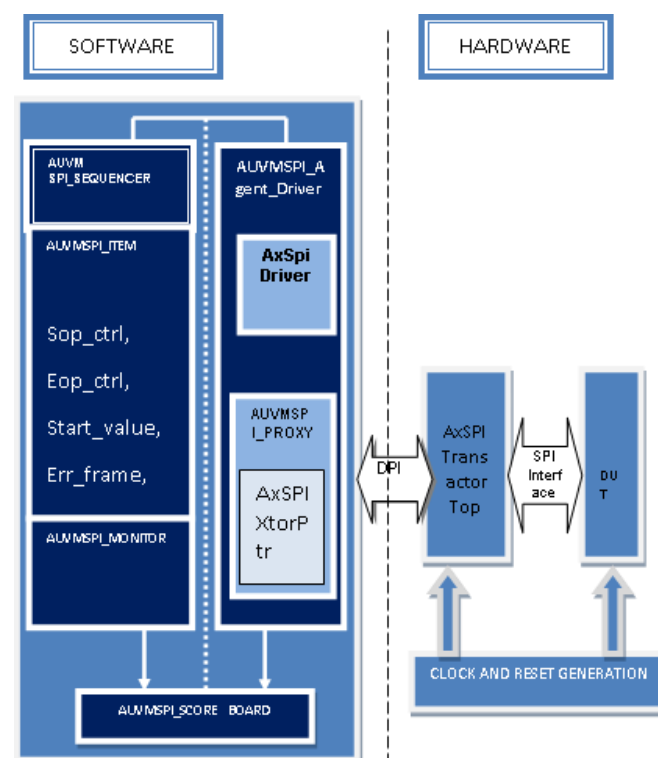 SOFTWARE
HARDWARE
AUVM
SPI_SEQUENCER
AUVMSPI_ITEM
Sop_ctrl,
Eop_ctrl,
Start_value,
Err_frame,
AUVMSPI_MONITOR
AUVMSPI_A
gent_Driver
AxSpi
Driver
AUVMSP
I_PROXY
AxSPI
XtorP
tr
DPI
AxSPI
Trans
actor
Top
SPI
Interf
ace
DU
T
CLOCK AND RESET GENERATION
AUVMSPI_SCORE BOARD